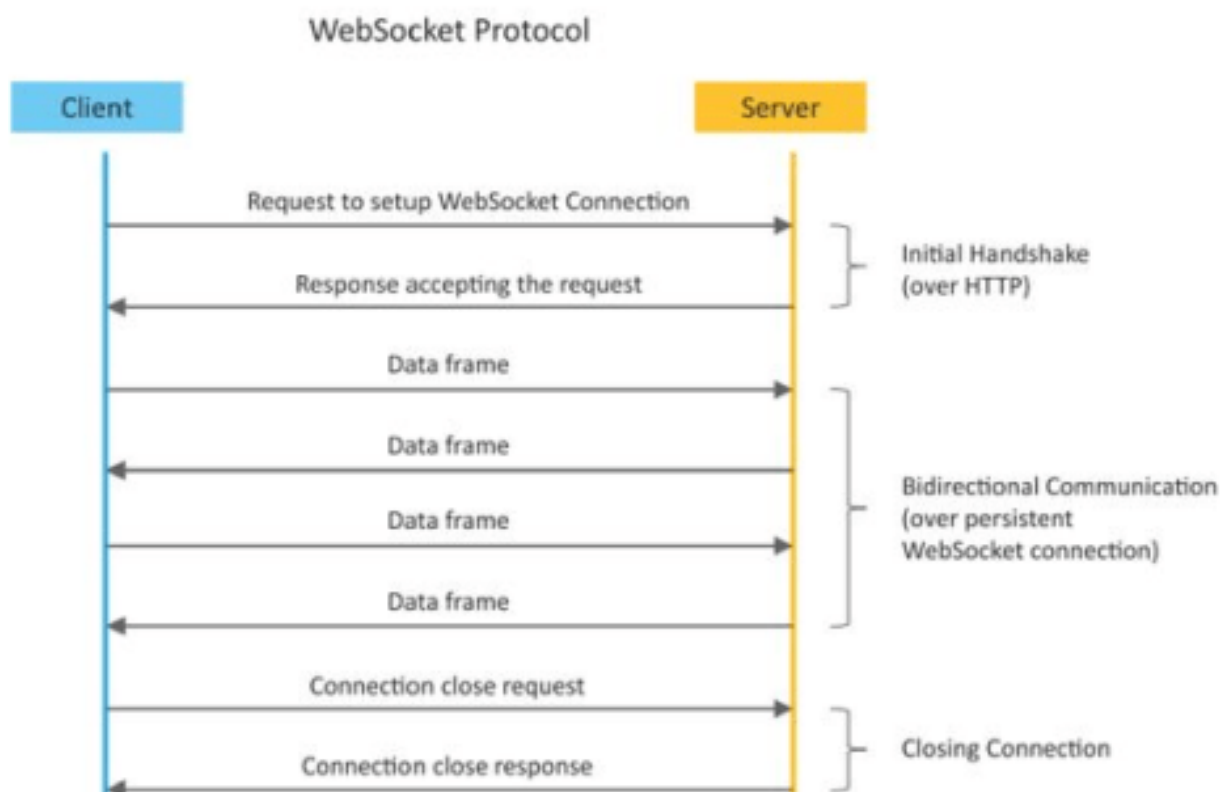 WebSocket Protocol
Client
Server
Request to setup WebSocket Connection
Response accepting the request
Initial Handshake
(over HTTP)
Data frame
Data frame
Data frame
Data frame
Bidirectional Communication
(over persistent
WebSocket connection)
Connection close request
Connection close response
Closing Connection